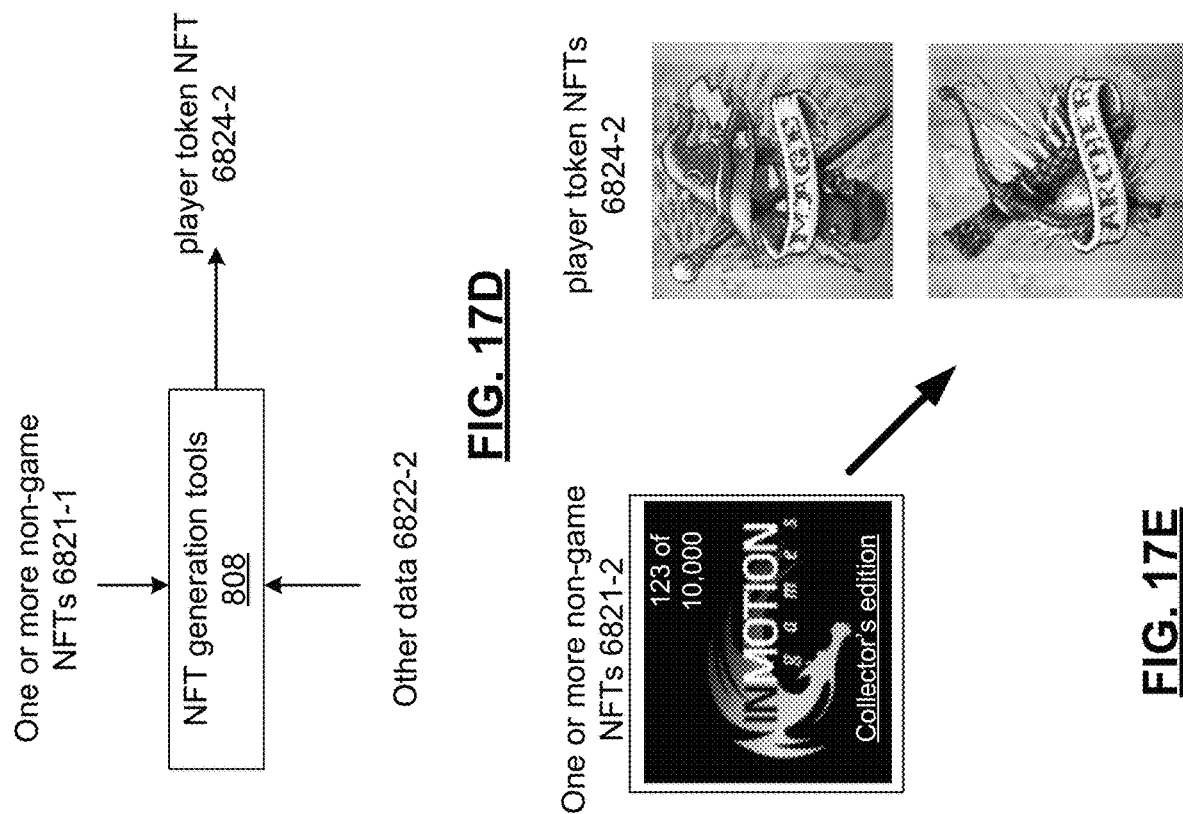 One or more non-game
NFTs 6821-1
NFT generation tools
808
Other data 6822-2
player token NFT
6824-2
FIG. 17D
One or more non-game
NFTs 6821-2
123 of
10,000
INMOTION
games
Collector's edition
player token NFTs
6824-2
MAGE
ARCHER
FIG. 17E